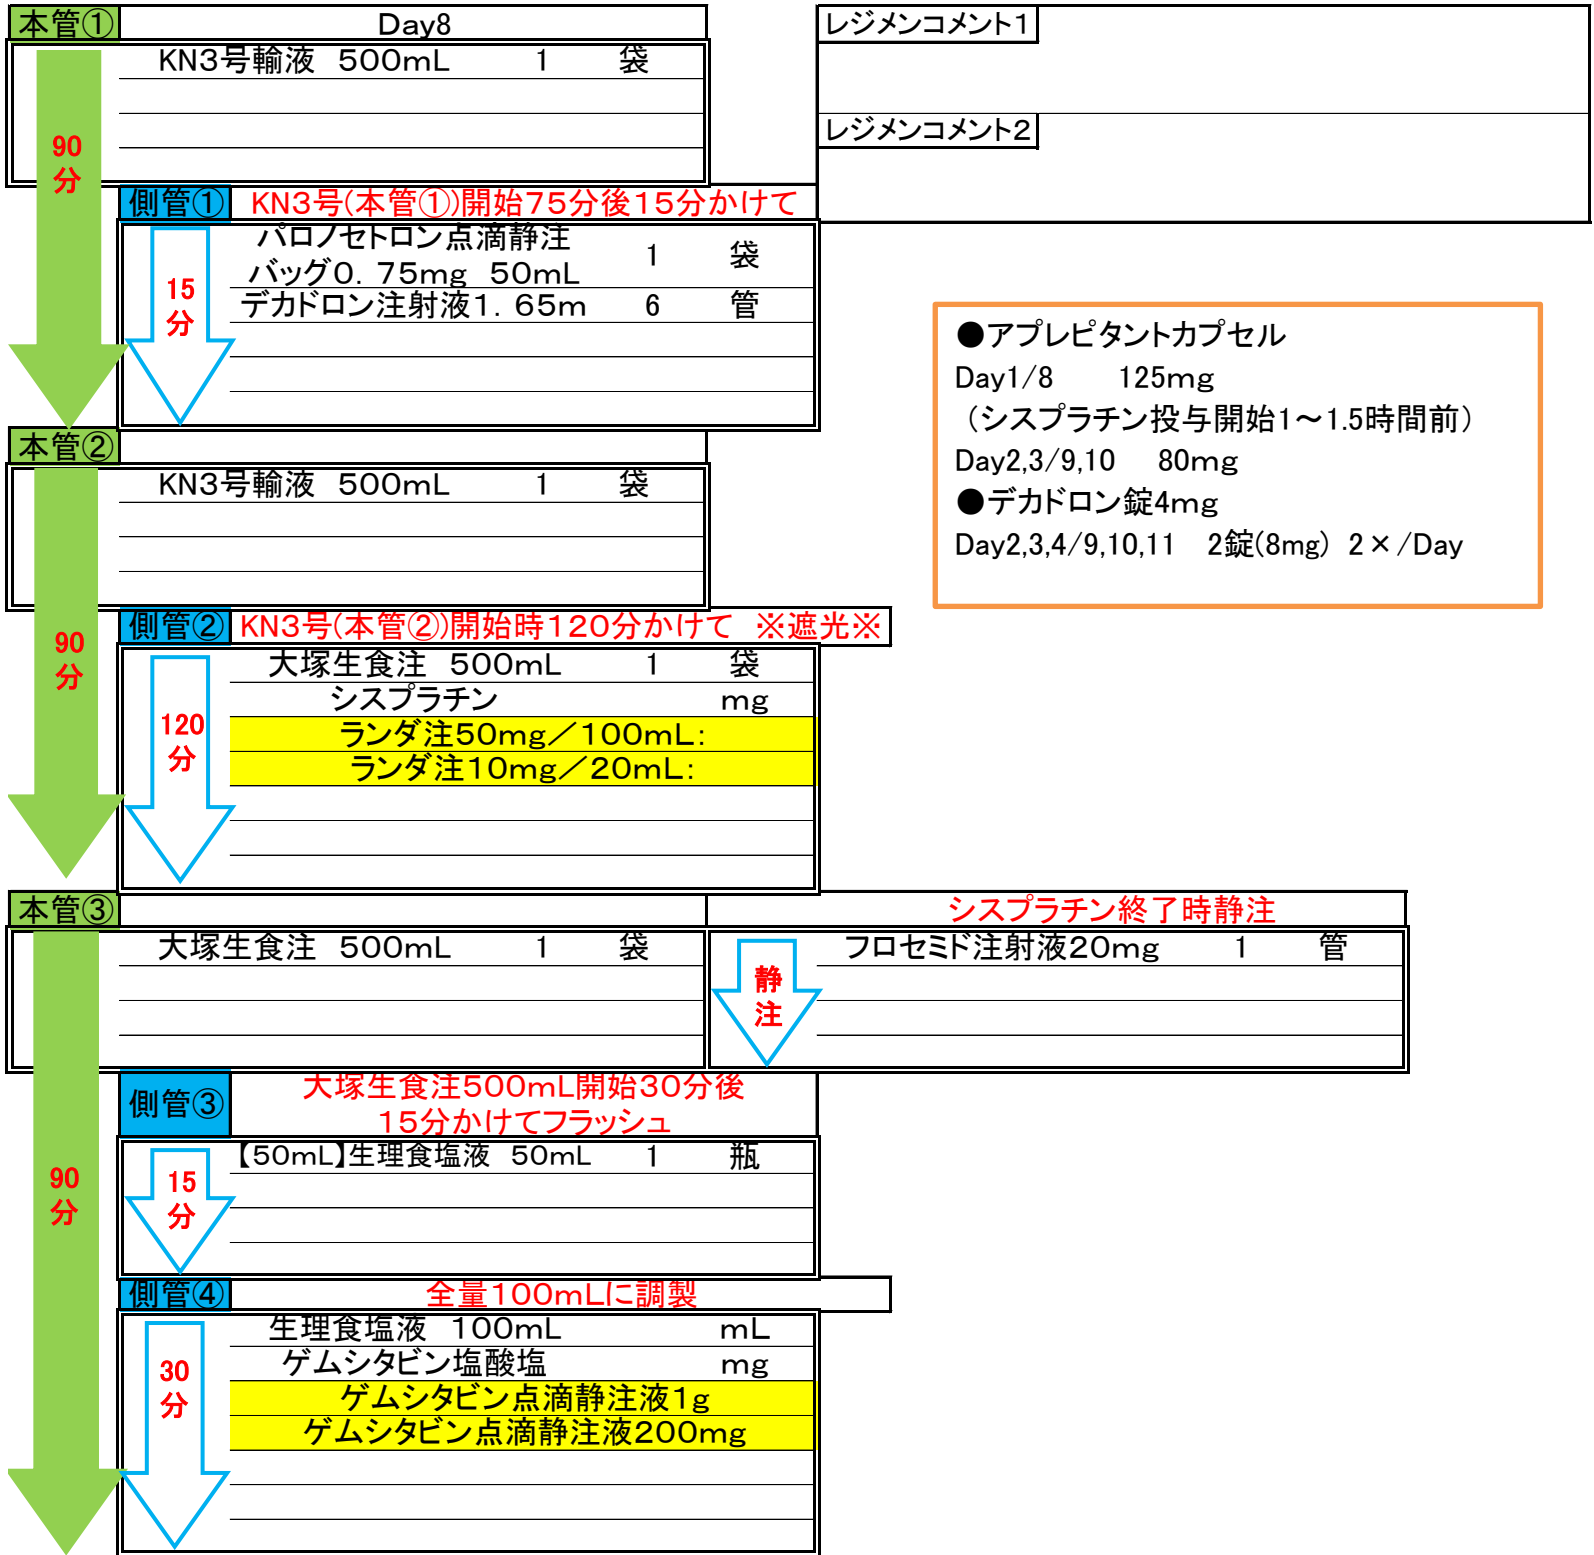 本管① Day8
KN3号輸液 500mL 1 袋
90
分
レジメンコメント1
レジメンコメント2
側管① KN3号(本管①)開始75分後15分かけて
パロノセトロン点滴静注
バッグ0.75mg 50mL 1 袋
デカドロン注射液1.65m 6 管
15
分
●アプレピタントカプセル
Day1/8 125mg
(シスプラチン投与開始1~1.5時間前)
Day2,3/9,10 80mg
●デカドロン錠4mg
Day2,3,4/9,10,11 2錠(8mg) 2×/Day
本管②
KN3号輸液 500mL 1 袋
90
分
側管② KN3号(本管②)開始時120分かけて ※遮光※
大塚生食注 500mL 1 袋
シスプラチン mg
ランダ注50mg/100mL:
ランダ注10mg/20mL:
120
分
本管③ シスプラチン終了時静注
大塚生食注 500mL 1 袋
フロセミド注射液20mg 1 管
静
注
側管③ 大塚生食注500mL開始30分後
15分かけてフラッシュ
【50mL】生理食塩液 50mL 1 瓶
90
分
15
分
側管④ 全量100mLに調製
生理食塩液 100mL mL
ゲムシタビン塩酸塩 mg
ゲムシタビン点滴静注液1g
ゲムシタビン点滴静注液200mg
30
分